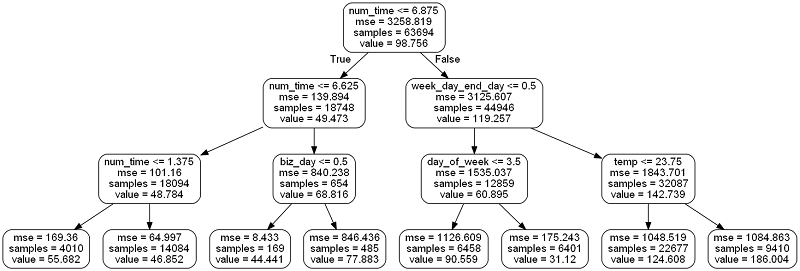 num_time <= 6.875
mse = 3258.819
samples = 63694
value = 98.756
True
False
num_time <= 6.625
mse = 139.894
samples = 18748
value = 49.473
week_day_end_day <= 0.5
mse = 3125.607
samples = 44946
value = 119.257
num_time <= 1.375
mse = 101.16
samples = 18094
value = 48.784
biz_day <= 0.5
mse = 840.238
samples = 654
value = 68.816
day_of_week <= 3.5
mse = 1535.037
samples = 12859
value = 60.895
temp <= 23.75
mse = 1843.701
samples = 32087
value = 142.739
mse = 169.36
samples = 4010
value = 55.682
mse = 64.997
samples = 14084
value = 46.852
mse = 8.433
samples = 169
value = 44.441
mse = 846.436
samples = 485
value = 77.883
mse = 1126.609
samples = 6458
value = 90.559
mse = 175.243
samples = 6401
value = 31.12
mse = 1048.519
samples = 22677
value = 124.608
mse = 1084.863
samples = 9410
value = 186.004